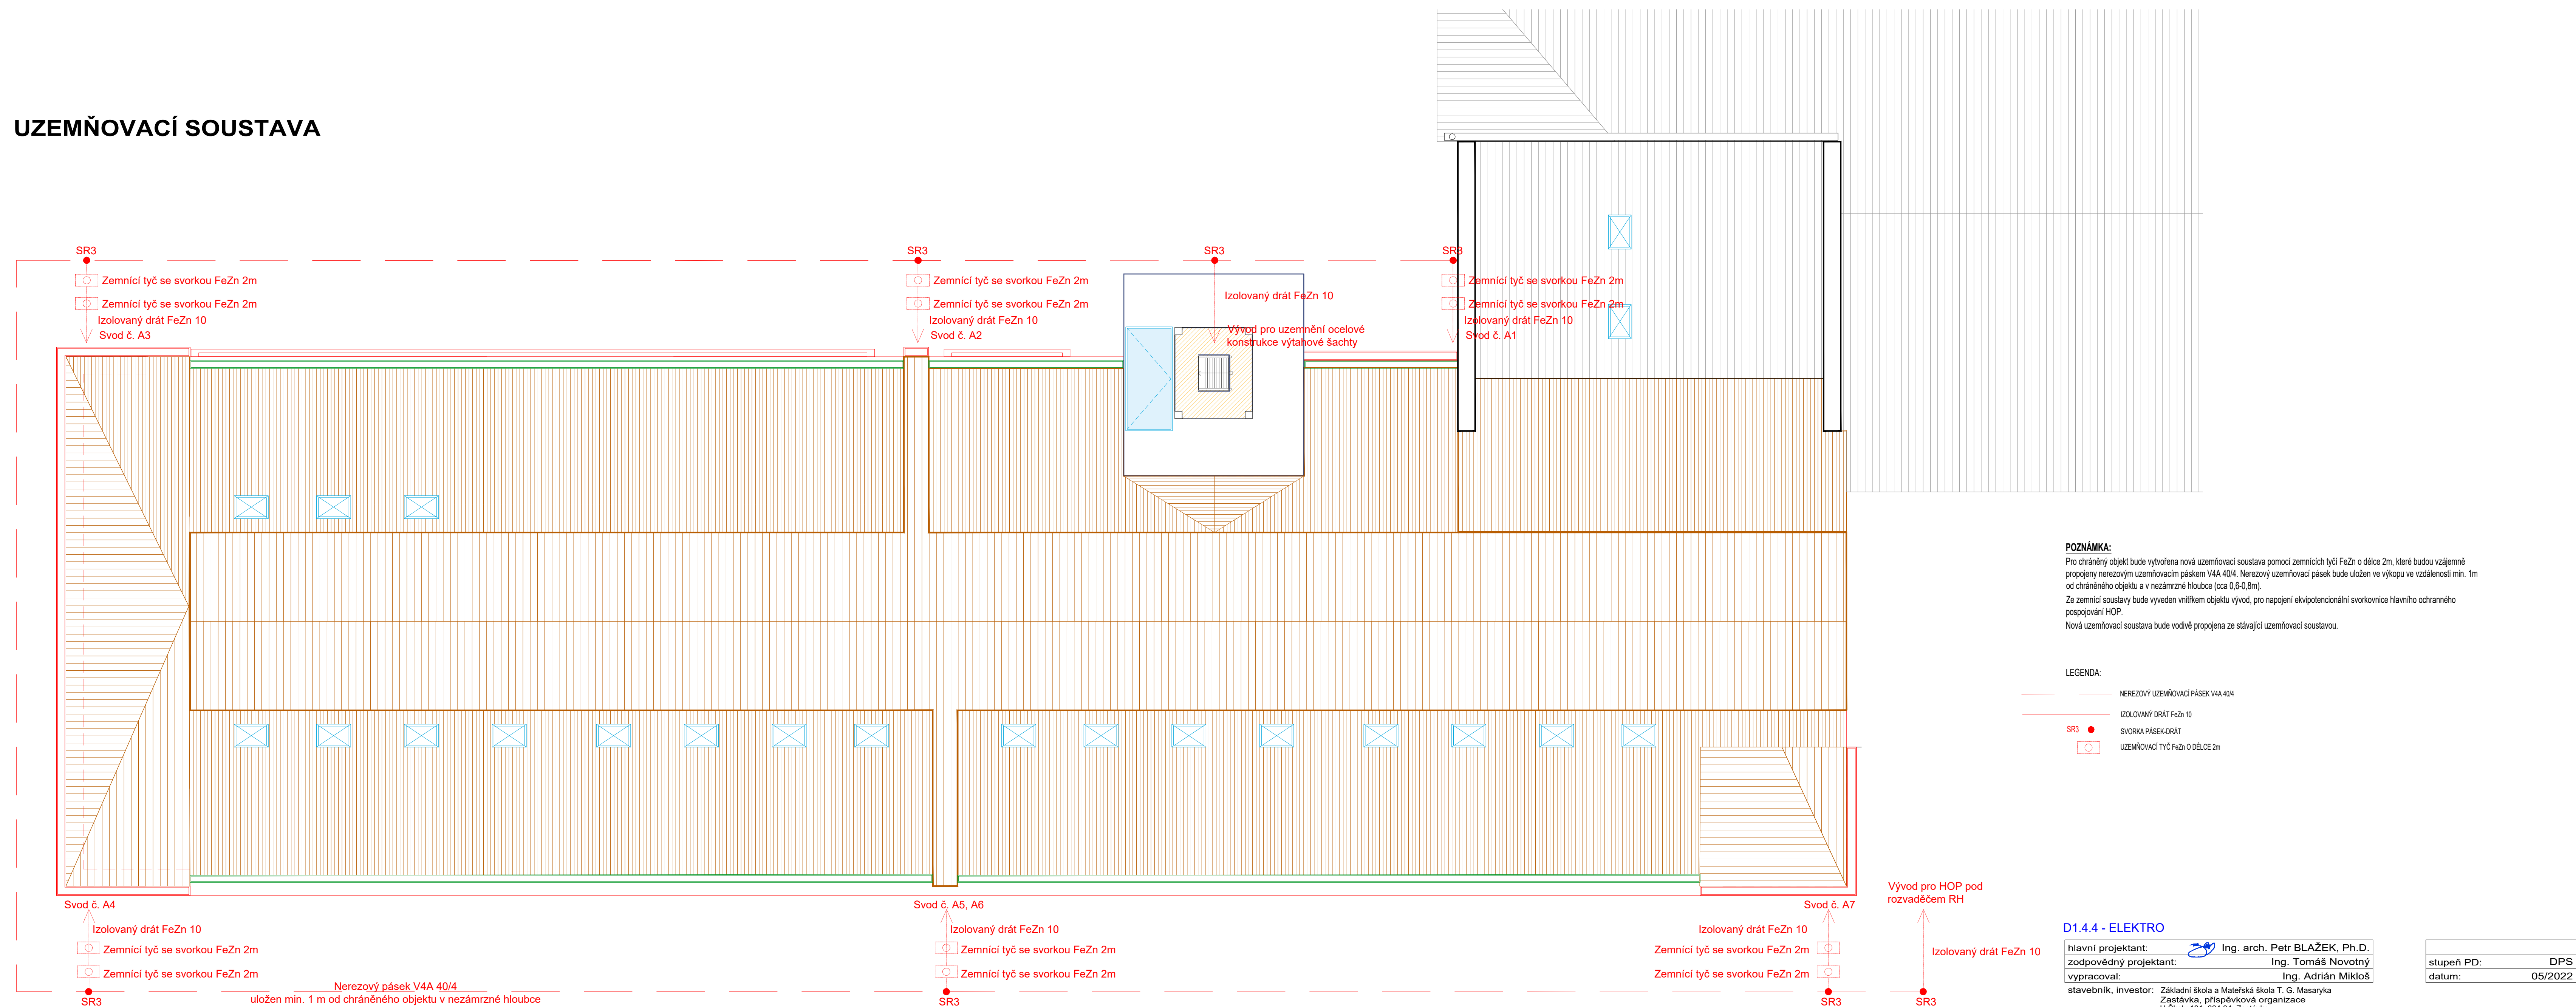 UZEMŇOVACÍ SOUSTAVA
SR3
SR3
SR3
SR3
Zemnící tyč se svorkou FeZn 2m
Zemnící tyč se svorkou FeZn 2m
Izolovaný drát FeZn 10
Svod č. A3
Zemnící tyč se svorkou FeZn 2m
Zemnící tyč se svorkou FeZn 2m
Izolovaný drát FeZn 10
Svod č. A2
Izolovaný drát FeZn 10
Vývod pro uzemnění ocelové
konstrukce výtahové šachty
Zemnící tyč se svorkou FeZn 2m
Zemnící tyč se svorkou FeZn 2m
Izolovaný drát FeZn 10
Svod č. A1
POZNÁMKA:
Pro chráněný objekt bude vytvořena nová uzemňovací soustava pomocí zemnících tyčí FeZn o délce 2m, které budou vzájemně
propojeny nerezovým uzemňovacím páskem V4A 40/4. Nerezový uzemňovací pásek bude uložen ve výkopu ve vzdálenosti min. 1m
od chráněného objektu a v nezámrzné hloubce (cca 0,6-0,8m).
Ze zemnící soustavy bude vyveden vnitřkem objektu vývod, pro napojení ekvipotencionální svorkovnice hlavního ochranného
pospojování HOP.
Nová uzemňovací soustava bude vodivě propojena ze stávající uzemňovací soustavou.
LEGENDA:
NEREZOVÝ UZEMŇOVACÍ PÁSEK V4A 40/4
IZOLOVANÝ DRÁT FeZn 10
SR3 SVORKA PÁSEK-DRÁT
UZEMŇOVACÍ TYČ FeZn O DÉLCE 2m
Svod č. A4
Izolovaný drát FeZn 10
Zemnící tyč se svorkou FeZn 2m
Zemnící tyč se svorkou FeZn 2m
SR3
Nerezový pásek V4A 40/4
uložen min. 1 m od chráněného objektu v nezámrzné hloubce
Svod č. A5, A6
Izolovaný drát FeZn 10
Zemnící tyč se svorkou FeZn 2m
Zemnící tyč se svorkou FeZn 2m
SR3
Svod č. A7
Izolovaný drát FeZn 10
Zemnící tyč se svorkou FeZn 2m
Zemnící tyč se svorkou FeZn 2m
SR3
Vývod pro HOP pod
rozvaděčem RH
Izolovaný drát FeZn 10
SR3
D1.4.4 - ELEKTRO
hlavní projektant: Ing. arch. Petr BLAŽEK, Ph.D.
zodpovědný projektant: Ing. Tomáš Novotný
vypracoval: Ing. Adrián Mikloš
stavebník, investor: Základní škola a Mateřská škola T. G. Masaryka
Zastávka, příspěvková organizace
stupeň PD: DPS
datum: 05/2022